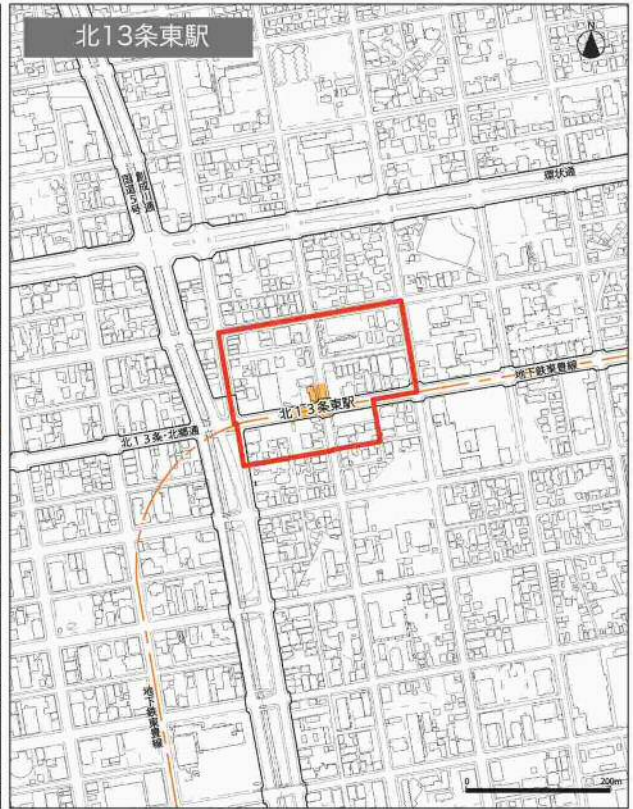 北13条東駅
N
創成川通
国道5号
環状通
地下鉄東豊線
北13条東駅
北13条・北郷通
地下鉄東豊線
0 200m